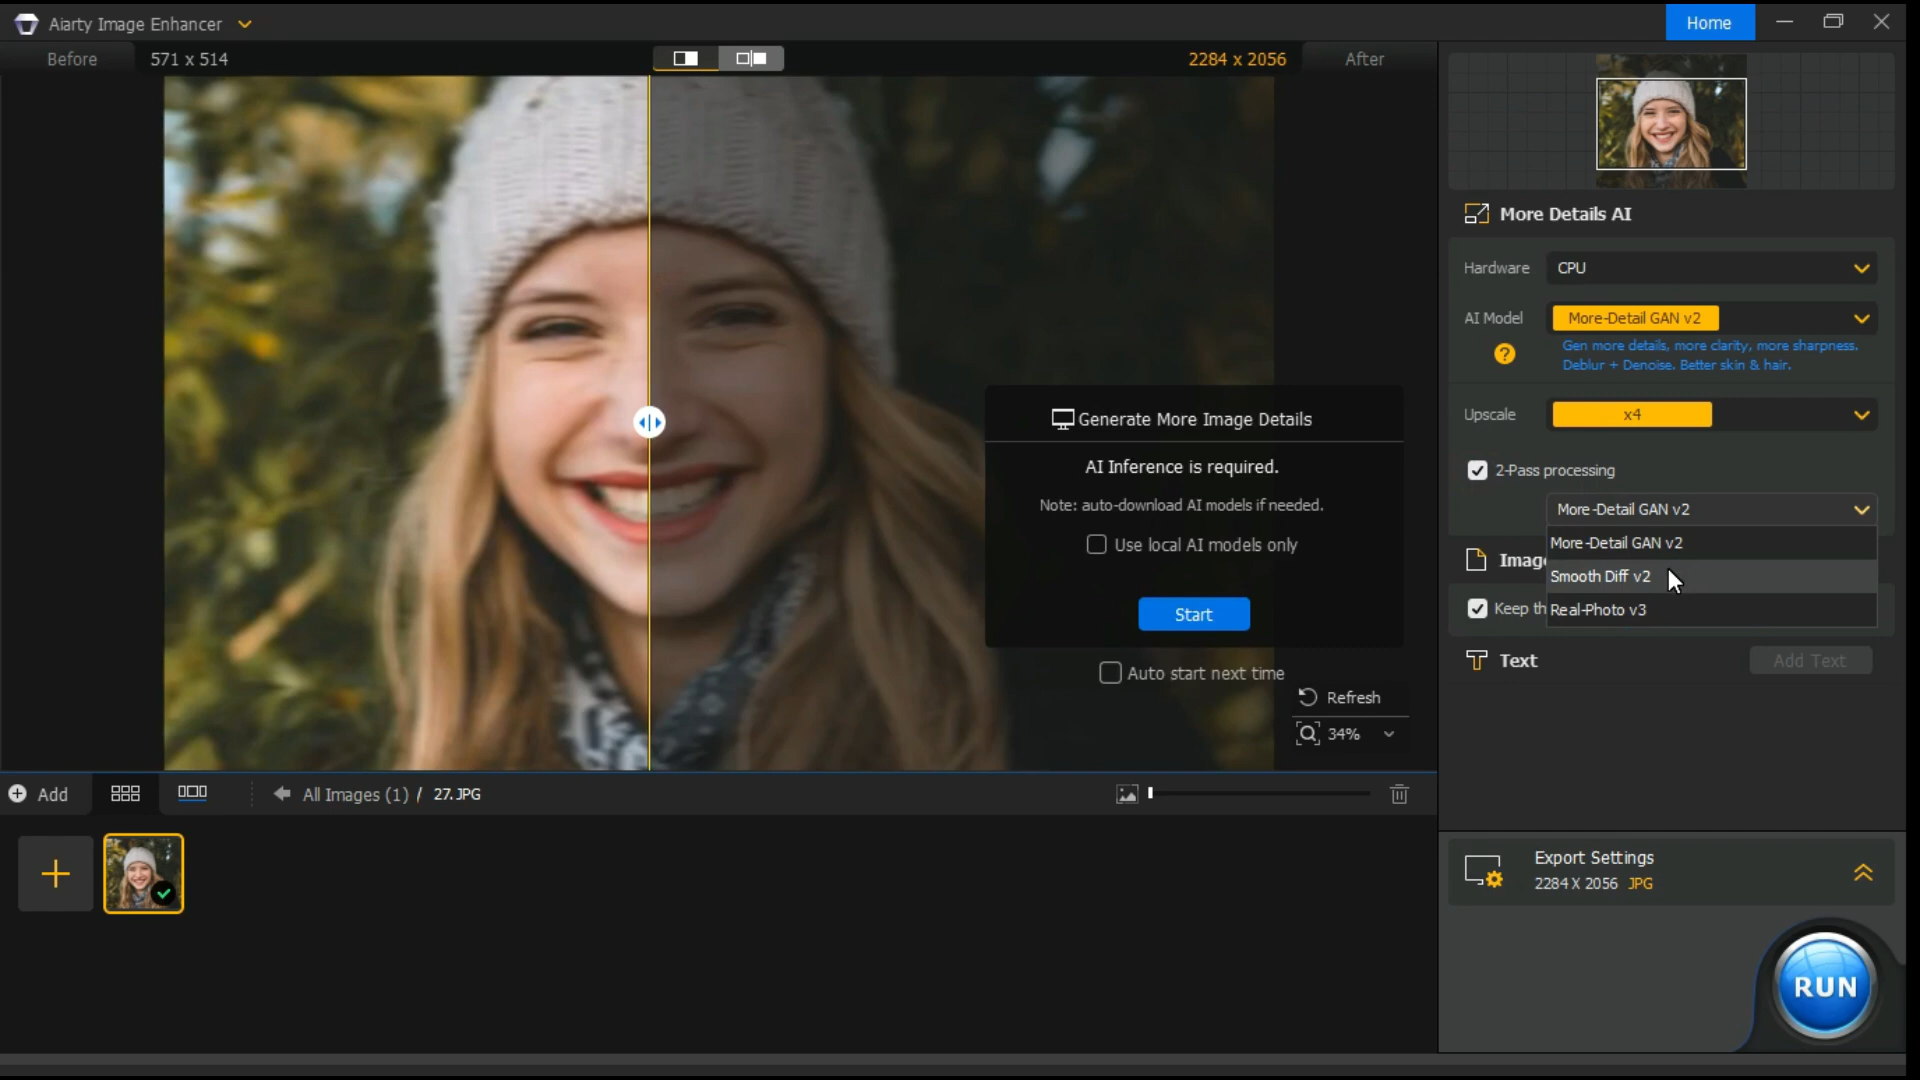 Aiarty Image Enhancer
Home
Before
571 x 514
2284 x 2056
After
More Details AI
Hardware
CPU
AI Model
More-Detail GAN v2
?
Gen more details, more clarity, more sharpness.
Deblur + Denoise. Better skin & hair.
Upscale
x4
2-Pass processing
More-Detail GAN v2
More-Detail GAN v2
Smooth Diff v2
Real-Photo v3
Imag
Keep th
Text
Add Text
Generate More Image Details
AI Inference is required.
Note: auto-download AI models if needed.
Use local AI models only
Start
Auto start next time
Refresh
34%
Add
All Images (1) / 27.JPG
Export Settings
2284 X 2056 JPG
RUN